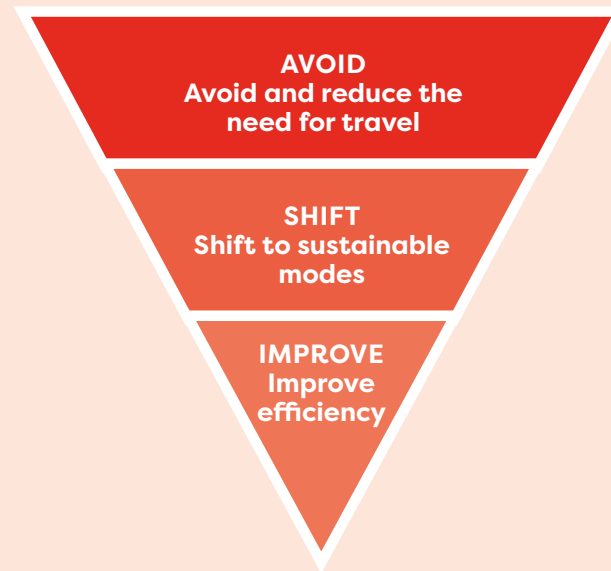 AVOID
Avoid and reduce the
need for travel
SHIFT
Shift to sustainable
modes
IMPROVE
Improve
efficiency